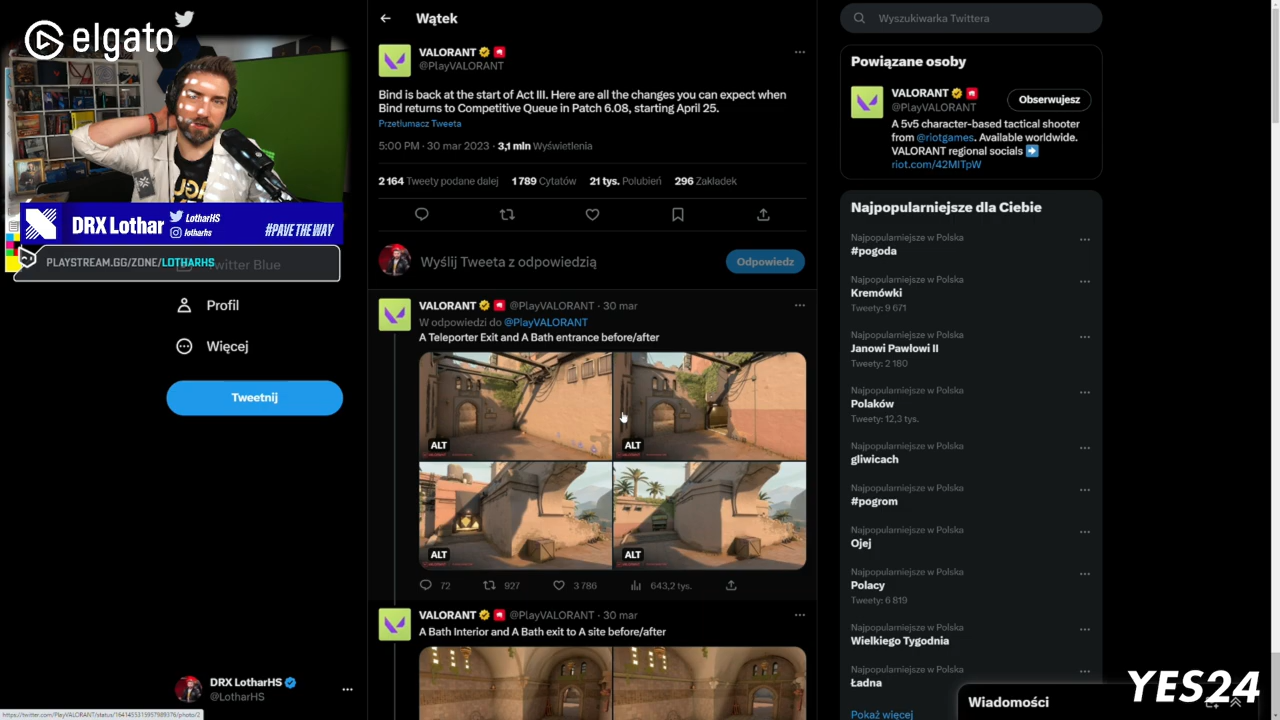 elgato
DRX Lothar
LotharHS
lotharhs
#PAVE THE WAY
PLAYSTREAM.GG/ZONE/LOTHARHS
Twitter Blue
Profil
Więcej
Tweetnij
DRX LotharHS
@LotharHS
Wątek
VALORANT
@PlayVALORANT
Bind is back at the start of Act III. Here are all the changes you can expect when
Bind returns to Competitive Queue in Patch 6.08, starting April 25.
Przetłumacz Tweeta
5:00 PM · 30 mar 2023 · 3,1 mln Wyświetlenia
2 164 Tweety podane dalej 1 789 Cytatów 21 tys. Polubień 296 Zakładek
Wyślij Tweeta z odpowiedzią
Odpowiedz
VALORANT @PlayVALORANT · 30 mar
W odpowiedzi do @PlayVALORANT
A Teleporter Exit and A Bath entrance before/after
ALT
ALT
ALT
ALT
72 927 3 786 643,2 tys.
VALORANT @PlayVALORANT · 30 mar
A Bath Interior and A Bath exit to A site before/after
Wyszukiwarka Twittera
Powiązane osoby
VALORANT
@PlayVALORANT
Obserwujesz
A 5v5 character-based tactical shooter
from @riotgames. Available worldwide.
VALORANT regional socials
riot.com/42MITpW
Najpopularniejsze dla Ciebie
Najpopularniejsze w Polska
#pogoda
Najpopularniejsze w Polska
Kremówki
Tweety: 9 671
Najpopularniejsze w Polska
Janowi Pawłowi II
Tweety: 2 180
Najpopularniejsze w Polska
Polaków
Tweety: 12,3 tys.
Najpopularniejsze w Polska
gliwicach
Najpopularniejsze w Polska
#pogrom
Najpopularniejsze w Polska
Ojej
Najpopularniejsze w Polska
Polacy
Tweety: 6 819
Najpopularniejsze w Polska
Wielkiego Tygodnia
Najpopularniejsze w Polska
Ładna
Pokaż więcej
Wiadomości
YES24